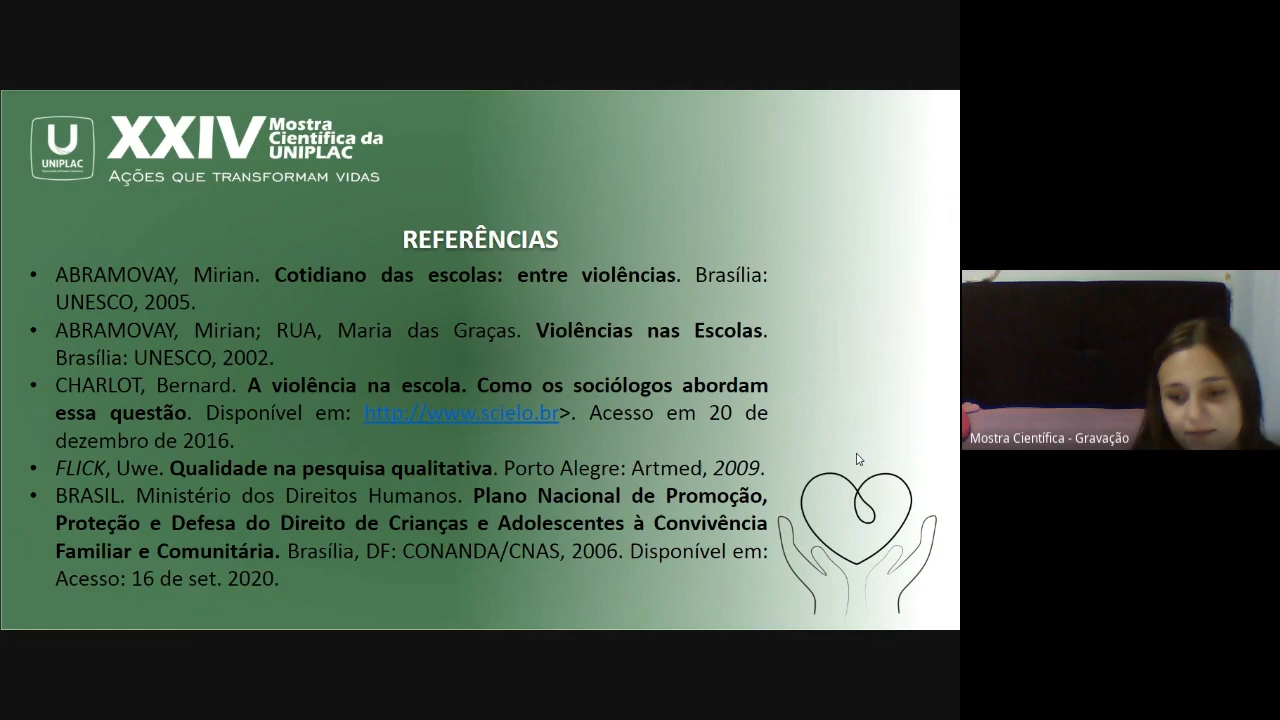 U
UNIPLAC
XXIV
Mostra
Científica da
UNIPLAC
AÇÕES QUE TRANSFORMAM VIDAS
REFERÊNCIAS
• ABRAMOVAY, Mirian. Cotidiano das escolas: entre violências. Brasília:
UNESCO, 2005.
• ABRAMOVAY, Mirian; RUA, Maria das Graças. Violências nas Escolas.
Brasília: UNESCO, 2002.
• CHARLOT, Bernard. A violência na escola. Como os sociólogos abordam
essa questão. Disponível em: http://www.scielo.br>. Acesso em 20 de
dezembro de 2016.
• FLICK, Uwe. Qualidade na pesquisa qualitativa. Porto Alegre: Artmed, 2009.
• BRASIL. Ministério dos Direitos Humanos. Plano Nacional de Promoção,
Proteção e Defesa do Direito de Crianças e Adolescentes à Convivência
Familiar e Comunitária. Brasília, DF: CONANDA/CNAS, 2006. Disponível em:
Acesso: 16 de set. 2020.
Mostra Científica - Gravação